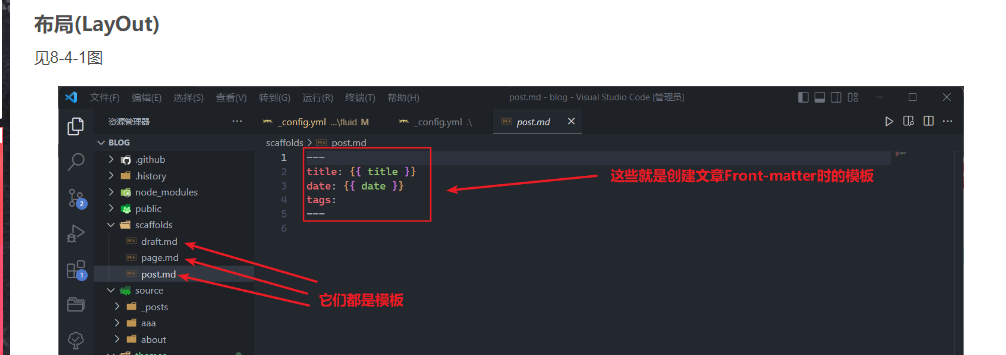 布局(LayOut)
见8-4-1图
文件(F) 编辑(E) 选择(S) 查看(V) 转到(G) 运行(R) 终端(T) 帮助(H) post.md - blog - Visual Studio Code [管理员]
资源管理器 ··· _config.yml ...\fluid M _config.yml .\ post.md
BLOG
scaffolds > post.md
.github
.history
node_modules
public
scaffolds
draft.md
page.md
post.md
source
_posts
aaa
about
themes
2
1
1 ---
2 title: {{ title }}
3 date: {{ date }}
4 tags:
5 ---
6
这些就是创建文章Front-matter时的模板
它们都是模板